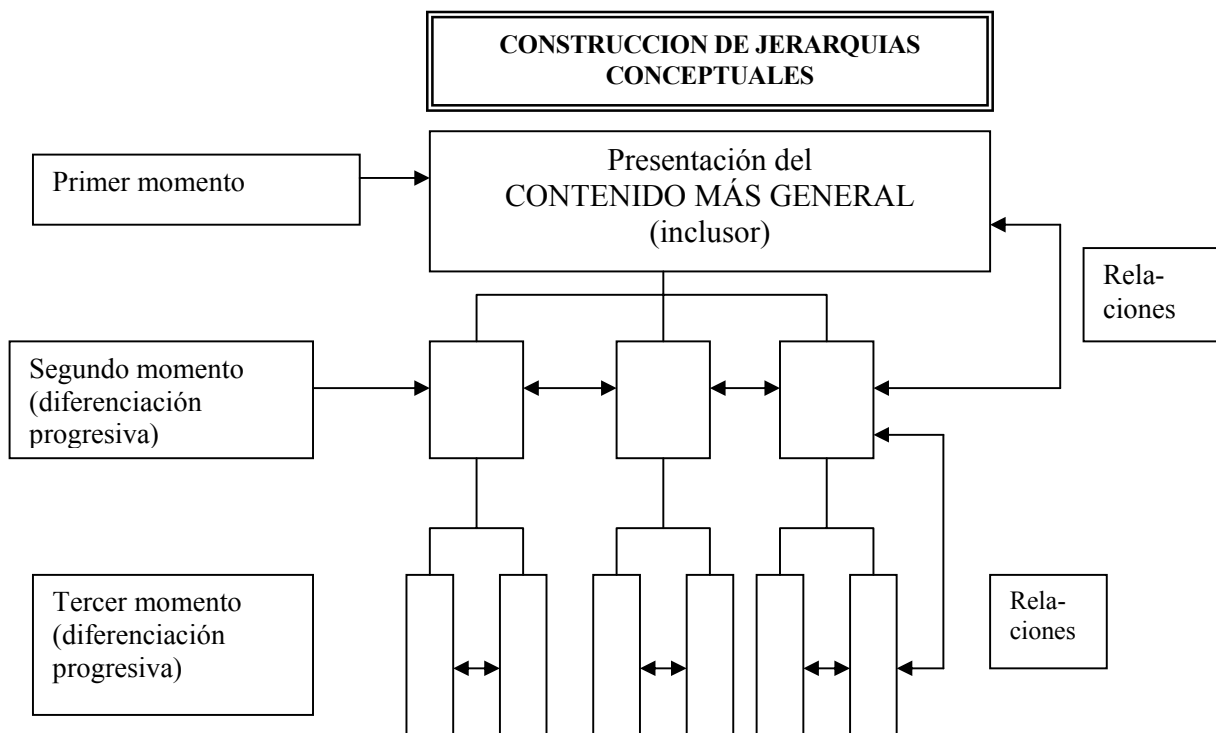 CONSTRUCCION DE JERARQUIAS
CONCEPTUALES
Primer momento
Presentación del
CONTENIDO MÁS GENERAL
(inclusor)
Rela-
ciones
Segundo momento
(diferenciación
progresiva)
Tercer momento
(diferenciación
progresiva)
Rela-
ciones